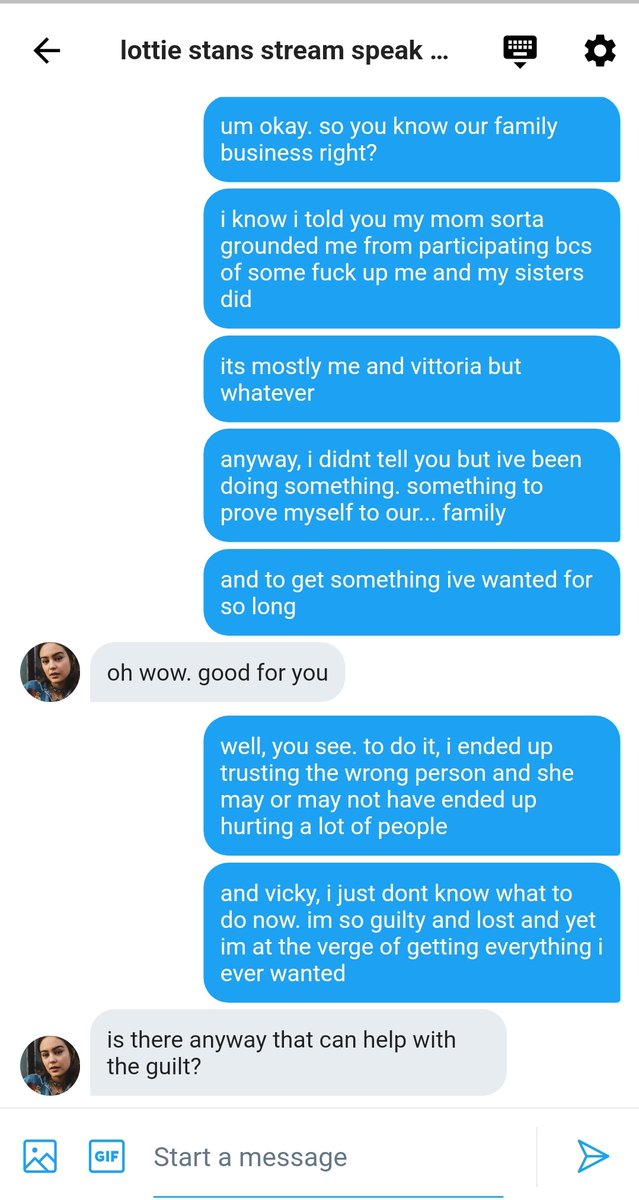 lottie stans stream speak ...
um okay. so you know our family
business right?
i know i told you my mom sorta
grounded me from participating bcs
of some fuck up me and my sisters
did
its mostly me and vittoria but
whatever
anyway, i didnt tell you but ive been
doing something. something to
prove myself to our... family
and to get something ive wanted for
so long
oh wow. good for you
well, you see. to do it, i ended up
trusting the wrong person and she
may or may not have ended up
hurting a lot of people
and vicky, i just dont know what to
do now. im so guilty and lost and yet
im at the verge of getting everything i
ever wanted
is there anyway that can help with
the guilt?
GIF
Start a message